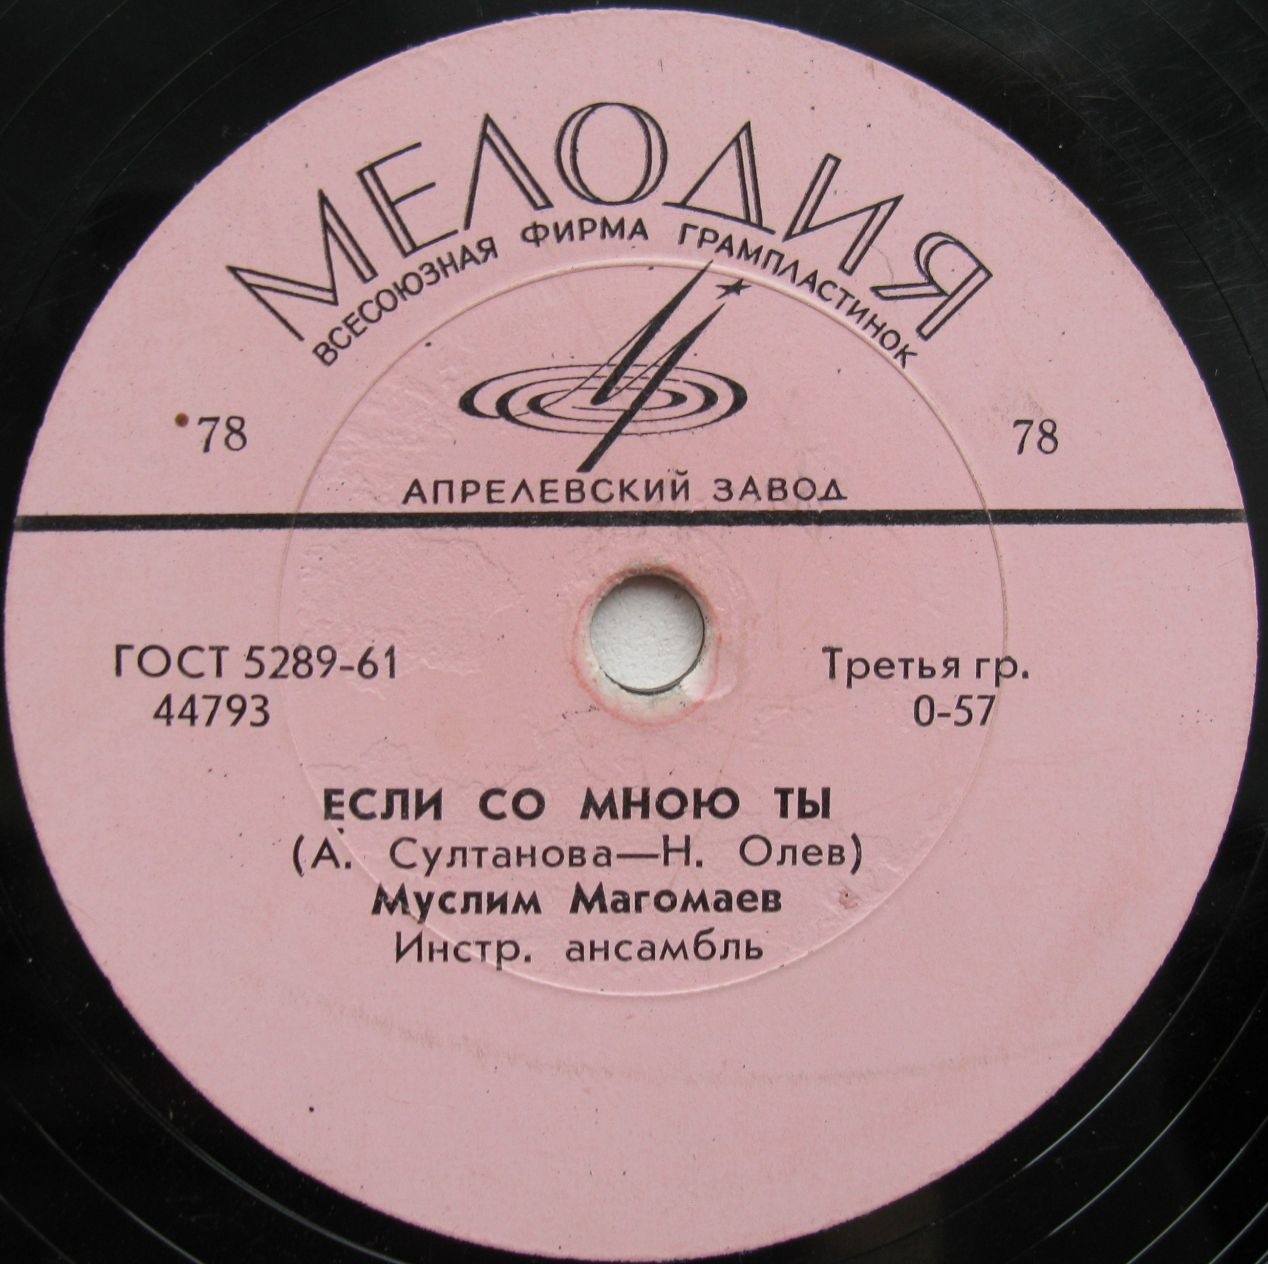 МЕЛОДИЯ
ВСЕСОЮЗНАЯ ФИРМА ГРАМПЛАСТИНОК
78
78
АПРЕЛЕВСКИЙ ЗАВОД
ГОСТ 5289-61
Третья гр.
44793
0-57
ЕСЛИ СО МНОЮ ТЫ
(А. Султанова—Н. Олев)
Муслим Магомаев
Инстр. ансамбль